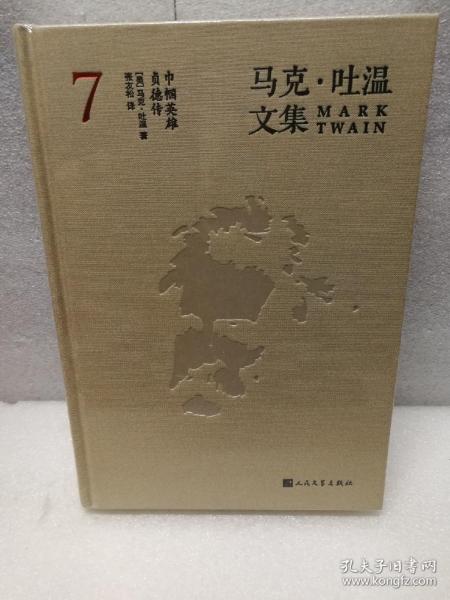 马克·吐温
文集 MARK
TWAIN
7
巾帼英雄
贞德传
[美]马克·吐温 著
张友松 译
人民文学出版社
孔夫子旧书网
www.kongfz.com